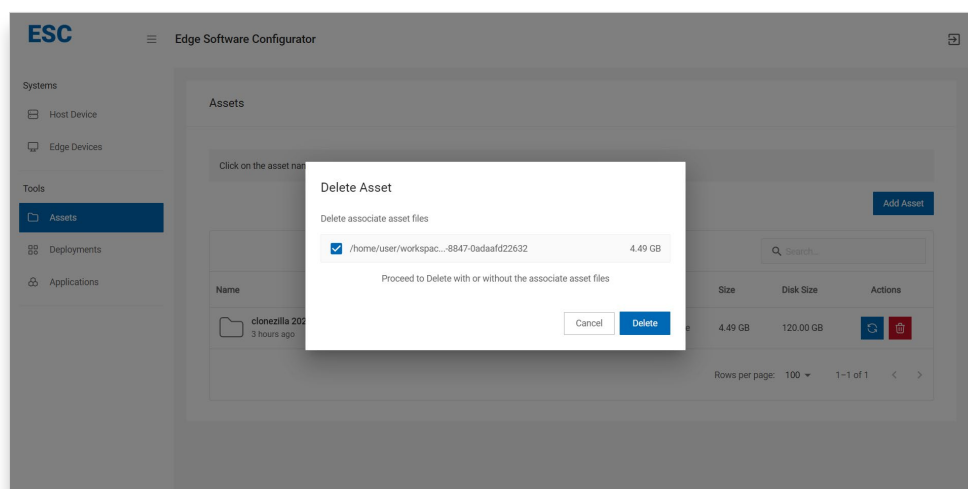 ESC
Edge Software Configurator
Systems
Host Device
Edge Devices
Tools
Assets
Deployments
Applications
Assets
Click on the asset
Add Asset
Delete Asset
Delete associate asset files
/home/user/workspac...-8847-0adaafd22632 4.49 GB
Proceed to Delete with or without the associate asset files
Cancel Delete
Search...
Name Size Disk Size Actions
clonezilla 202
3 hours ago
4.49 GB 120.00 GB
Rows per page: 100 1–1 of 1